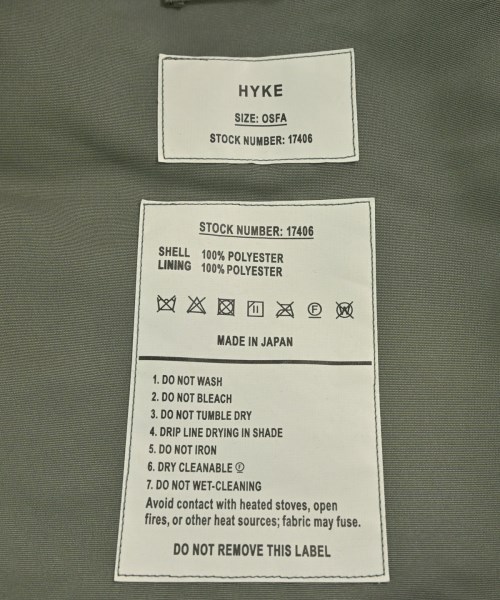 HYKE
SIZE: OSFA
STOCK NUMBER: 17406
STOCK NUMBER: 17406
SHELL 100% POLYESTER
LINING 100% POLYESTER
F W
MADE IN JAPAN
1. DO NOT WASH
2. DO NOT BLEACH
3. DO NOT TUMBLE DRY
4. DRIP LINE DRYING IN SHADE
5. DO NOT IRON
6. DRY CLEANABLE Ⓕ
7. DO NOT WET-CLEANING
Avoid contact with heated stoves, open
fires, or other heat sources; fabric may fuse.
DO NOT REMOVE THIS LABEL